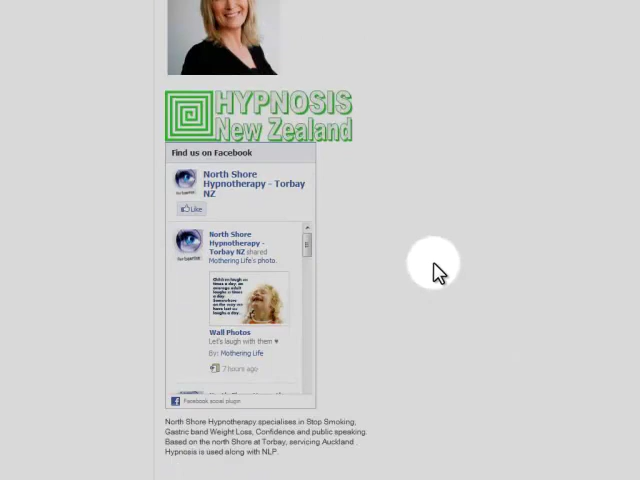 HYPNOSIS
New Zealand
Find us on Facebook
North Shore
Hypnotherapy - Torbay
NZ
Like
North Shore
Hypnotherapy -
Torbay NZ shared
Mothering Life's photo.
Wall Photos
Let's laugh with them ♥
By: Mothering Life
7 hours ago
Facebook social plugin
North Shore Hypnotherapy specialises in Stop Smoking,
Gastric band Weight Loss, Confidence and public speaking.
Based on the north Shore at Torbay, servicing Auckland
Hypnosis is used along with NLP.